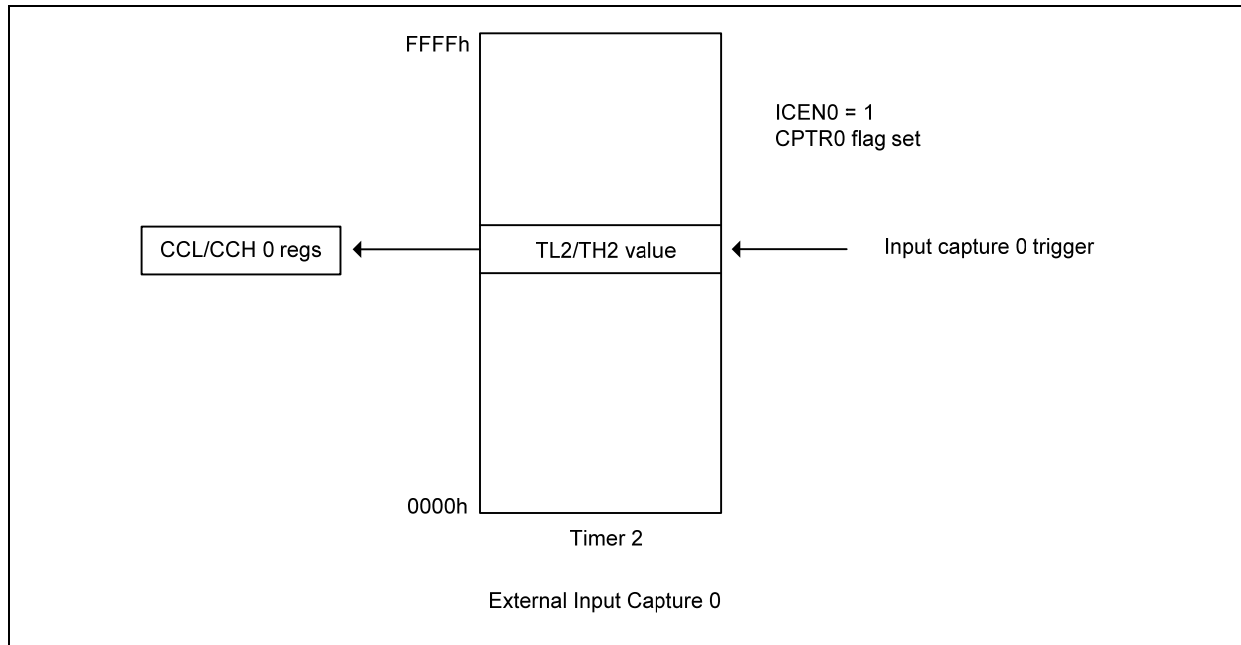 FFFFh
ICEN0 = 1
CPTR0 flag set
CCL/CCH 0 regs
TL2/TH2 value
Input capture 0 trigger
0000h
Timer 2
External Input Capture 0